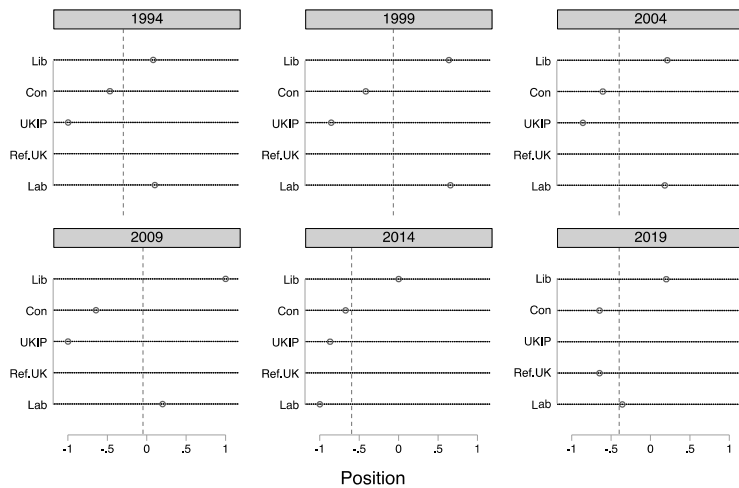 1994
1999
2004
Lib
Con
UKIP
Ref.UK
Lab
Lib
Con
UKIP
Ref.UK
Lab
Lib
Con
UKIP
Ref.UK
Lab
2009
2014
2019
Lib
Con
UKIP
Ref.UK
Lab
Lib
Con
UKIP
Ref.UK
Lab
Lib
Con
UKIP
Ref.UK
Lab
-1 -.5 0 .5 1
-1 -.5 0 .5 1
-1 -.5 0 .5 1
Position